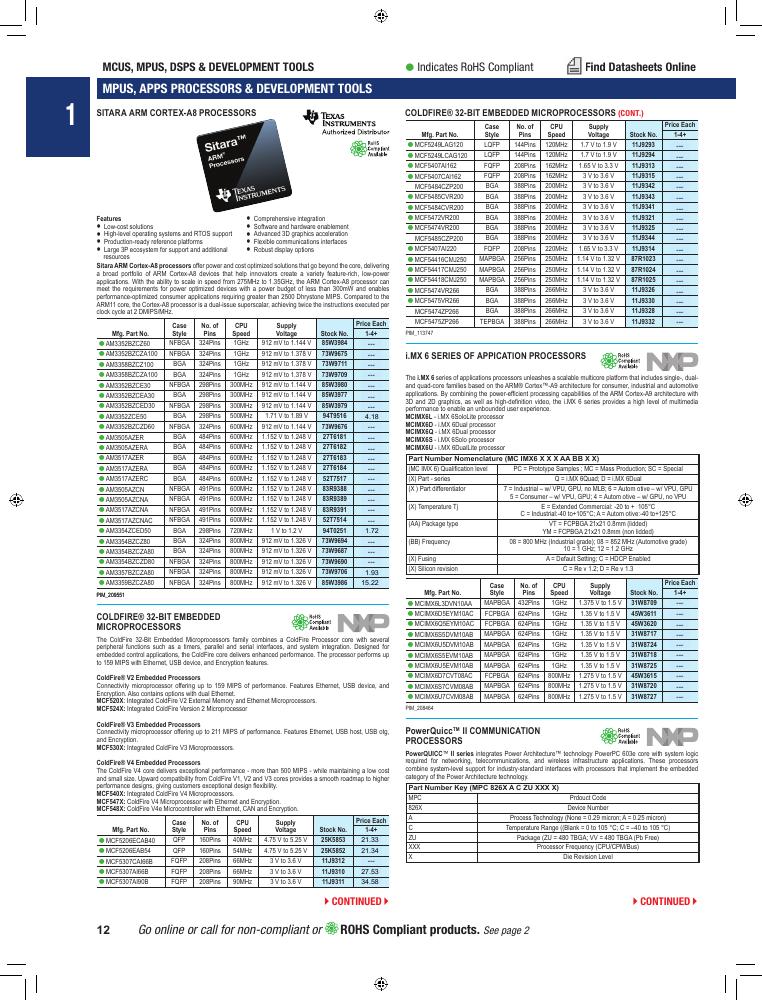 MCUS, MPUS, DSPS & DEVELOPMENT TOOLS
● Indicates RoHS Compliant
Find Datasheets Online
1
MPUS, APPS PROCESSORS & DEVELOPMENT TOOLS
SITARA ARM CORTEX-A8 PROCESSORS
TEXAS INSTRUMENTS
Authorized Distributor
RoHS Compliant Available
Sitara™
ARM®
Processors
TEXAS INSTRUMENTS
Features
• Low-cost solutions
• High-level operating systems and RTOS support
• Production-ready reference platforms
• Large 3P ecosystem for support and additional
resources
• Comprehensive integration
• Software and hardware enablement
• Advanced 3D graphics acceleration
• Flexible communications interfaces
• Robust display options
Sitara ARM Cortex-A8 processors offer power and cost optimized solutions that go beyond the core, delivering
a broad portfolio of ARM Cortex-A8 devices that help innovators create a variety feature-rich, low-power
applications. With the ability to scale in speed from 275MHz to 1.35GHz, the ARM Cortex-A8 processor can
meet the requirements for power optimized devices with a power budget of less than 300mW and enables
performance-optimized consumer applications requiring greater than 2500 Dhrystone MIPS. Compared to the
ARM11 core, the Cortex-A8 processor is a dual-issue superscalar, achieving twice the instructions executed per
clock cycle at 2 DMIPS/MHz.
Mfg. Part No. Case Style No. of Pins CPU Speed Supply Voltage Stock No. Price Each 1-4+
● AM3352BZCZ60 NFBGA 324Pins 1GHz 912 mV to 1.144 V 85W3984 ---
● AM3352BZCZA100 NFBGA 324Pins 1GHz 912 mV to 1.378 V 73W9675 ---
● AM3358BZCZ100 BGA 324Pins 1GHz 912 mV to 1.378 V 73W9711 ---
● AM3358BZCZA100 BGA 324Pins 1GHz 912 mV to 1.378 V 73W9709 ---
● AM3352BZCE30 NFBGA 298Pins 300MHz 912 mV to 1.144 V 85W3980 ---
● AM3352BZCEA30 BGA 298Pins 300MHz 912 mV to 1.144 V 85W3977 ---
● AM3352BZCED30 BGA 298Pins 300MHz 912 mV to 1.144 V 85W3979 ---
● AM3352ZCE50 BGA 298Pins 500MHz 1.71 V to 1.89 V 94T9516 4.18
● AM3352BZCZD60 NFBGA 324Pins 600MHz 912 mV to 1.144 V 73W9676 ---
● AM3505AZER BGA 484Pins 600MHz 1.152 V to 1.248 V 27T6181 ---
● AM3505AZERA BGA 484Pins 600MHz 1.152 V to 1.248 V 27T6182 ---
● AM3517AZER BGA 484Pins 600MHz 1.152 V to 1.248 V 27T6183 ---
● AM3517AZERA BGA 484Pins 600MHz 1.152 V to 1.248 V 27T6184 ---
● AM3517AZERC BGA 484Pins 600MHz 1.152 V to 1.248 V 52T7517 ---
● AM3505AZCN NFBGA 491Pins 600MHz 1.152 V to 1.248 V 83R9388 ---
● AM3505AZCNA NFBGA 491Pins 600MHz 1.152 V to 1.248 V 83R9389 ---
● AM3517AZCNA NFBGA 491Pins 600MHz 1.152 V to 1.248 V 83R9391 ---
● AM3517AZCNAC NFBGA 491Pins 600MHz 1.152 V to 1.248 V 52T7514 ---
● AM3354ZCED50 BGA 298Pins 720MHz 1 V to 1.2 V 94T0251 1.72
● AM3354BZCZ80 BGA 324Pins 800MHz 912 mV to 1.326 V 73W9694 ---
● AM3354BZCZA80 BGA 324Pins 800MHz 912 mV to 1.326 V 73W9687 ---
● AM3354BZCZD80 NFBGA 324Pins 800MHz 912 mV to 1.326 V 73W9690 ---
● AM3357BZCZA80 BGA 324Pins 800MHz 912 mV to 1.326 V 73W9706 1.93
● AM3359BZCZA80 BGA 324Pins 800MHz 912 mV to 1.326 V 85W3986 15.22
PIM_209551
COLDFIRE® 32-BIT EMBEDDED
MICROPROCESSORS
RoHS Compliant Available
NXP
The ColdFire 32-Bit Embedded Microprocessors family combines a ColdFire Processor core with several
peripheral functions such as a timers, parallel and serial interfaces, and system integration. Designed for
embedded control applications, the ColdFire core delivers enhanced performance. The processor performs up
to 159 MIPS with Ethernet, USB device, and Encryption features.
ColdFire® V2 Embedded Processors
Connectivity microprocessor offering up to 159 MIPS of performance. Features Ethernet, USB device, and
Encryption. Also contains options with dual Ethernet.
MCF520X: Integrated ColdFire V2 External Memory and Ethernet Microprocessors.
MCF524X: Integrated ColdFire Version 2 Microprocessor
ColdFire® V3 Embedded Processors
Connectivity microprocessor offering up to 211 MIPS of performance. Features Ethernet, USB host, USB otg,
and Encryption.
MCF530X: Integrated ColdFire V3 Microprocessors.
ColdFire® V4 Embedded Processors
The ColdFire V4 core delivers exceptional performance - more than 500 MIPS - while maintaining a low cost
and small size. Upward compatibility from ColdFire V1, V2 and V3 cores provides a smooth roadmap to higher
performance designs, giving customers exceptional design flexibility.
MCF540X: Integrated ColdFire V4 Microprocessors.
MCF547X: ColdFire V4 Microprocessor with Ethernet and Encryption.
MCF548X: ColdFire V4e Microcontroller with Ethernet, CAN and Encryption.
Mfg. Part No. Case Style No. of Pins CPU Speed Supply Voltage Stock No. Price Each 1-4+
● MCF5206ECAB40 QFP 160Pins 40MHz 4.75 V to 5.25 V 25K5853 21.33
● MCF5206EAB54 QFP 160Pins 54MHz 4.75 V to 5.25 V 25K5852 21.34
● MCF5307CAI66B FQFP 208Pins 66MHz 3 V to 3.6 V 11J9312 ---
● MCF5307AI66B FQFP 208Pins 66MHz 3 V to 3.6 V 11J9310 27.53
● MCF5307AI90B FQFP 208Pins 90MHz 3 V to 3.6 V 11J9311 34.58
CONTINUED
COLDFIRE® 32-BIT EMBEDDED MICROPROCESSORS (CONT.)
Mfg. Part No. Case Style No. of Pins CPU Speed Supply Voltage Stock No. Price Each 1-4+
● MCF5249LAG120 LQFP 144Pins 120MHz 1.7 V to 1.9 V 11J9293 ---
● MCF5249LCAG120 LQFP 144Pins 120MHz 1.7 V to 1.9 V 11J9294 ---
● MCF5407AI162 FQFP 208Pins 162MHz 1.65 V to 3.3 V 11J9313 ---
● MCF5407CAI162 FQFP 208Pins 162MHz 3 V to 3.6 V 11J9315 ---
MCF5484CZP200 BGA 388Pins 200MHz 3 V to 3.6 V 11J9342 ---
● MCF5485CVR200 BGA 388Pins 200MHz 3 V to 3.6 V 11J9343 ---
● MCF5484CVR200 BGA 388Pins 200MHz 3 V to 3.6 V 11J9341 ---
● MCF5472VR200 BGA 388Pins 200MHz 3 V to 3.6 V 11J9321 ---
● MCF5474VR200 BGA 388Pins 200MHz 3 V to 3.6 V 11J9325 ---
MCF5485CZP200 BGA 388Pins 200MHz 3 V to 3.6 V 11J9344 ---
● MCF5407AI220 FQFP 208Pins 220MHz 1.65 V to 3.3 V 11J9314 ---
● MCF54416CMJ250 MAPBGA 256Pins 250MHz 1.14 V to 1.32 V 87R1023 ---
● MCF54417CMJ250 MAPBGA 256Pins 250MHz 1.14 V to 1.32 V 87R1024 ---
● MCF54418CMJ250 MAPBGA 256Pins 250MHz 1.14 V to 1.32 V 87R1025 ---
● MCF5474VR266 BGA 388Pins 266MHz 3 V to 3.6 V 11J9326 ---
● MCF5475VR266 BGA 388Pins 266MHz 3 V to 3.6 V 11J9330 ---
MCF5474ZP266 BGA 388Pins 266MHz 3 V to 3.6 V 11J9328 ---
MCF5475ZP266 TEPBGA 388Pins 266MHz 3 V to 3.6 V 11J9332 ---
PIM_113747
i.MX 6 SERIES OF APPICATION PROCESSORS
RoHS Compliant Available
NXP
The i.MX 6 series of applications processors unleashes a scalable multicore platform that includes single-, dual-
and quad-core families based on the ARM® Cortex™-A9 architecture for consumer, industrial and automotive
applications. By combining the power-efficient processing capabilities of the ARM Cortex-A9 architecture with
3D and 2D graphics, as well as high-definition video, the i.MX 6 series provides a high level of multimedia
performance to enable an unbounded user experience.
MCIMX6L - i.MX 6SoloLite processor
MCIMX6D - i.MX 6Dual processor
MCIMX6Q - i.MX 6Dual processor
MCIMX6S - i.MX 6Solo processor
MCIMX6U - i.MX 6DualLite processor
Part Number Nomenclature (MC IMX6 X X X AA BB X X)
(MC IMX 6) Qualification level PC = Prototype Samples ; MC = Mass Production; SC = Special
(X) Part - series Q = i.MX 6Quad; D = i.MX 6Dual
(X ) Part differentiator 7 = Industrial – w/ VPU, GPU, no MLB; 6 = Autom otive – w/ VPU, GPU
5 = Consumer – w/ VPU, GPU; 4 = Autom otive – w/ GPU, no VPU
(X) Temperature Tj E = Extended Commercial: -20 to + 105°C
C = Industrial:-40 to+105°C; A = Autom otive:-40 to+125°C
(AA) Package type VT = FCPBGA 21x21 0.8mm (lidded)
YM = FCPBGA 21x21 0.8mm (non lidded)
(BB) Frequency 08 = 800 MHz (Industrial grade); 08 = 852 MHz (Automotive grade)
10 = 1 GHz; 12 = 1.2 GHz
(X) Fusing A = Default Setting; C = HDCP Enabled
(X) Silicon revision C = Re v 1.2; D = Re v 1.3
Mfg. Part No. Case Style No. of Pins CPU Speed Supply Voltage Stock No. Price Each 1-4+
● MCIMX6L3DVN10AA MAPBGA 432Pins 1GHz 1.375 V to 1.5 V 31W8709 ---
● MCIMX6D5EYM10AC FCPBGA 624Pins 1GHz 1.35 V to 1.5 V 45W3611 ---
● MCIMX6Q5EYM10AC FCPBGA 624Pins 1GHz 1.35 V to 1.5 V 45W3620 ---
● MCIMX6S5DVM10AB MAPBGA 624Pins 1GHz 1.35 V to 1.5 V 31W8717 ---
● MCIMX6U5DVM10AB MAPBGA 624Pins 1GHz 1.35 V to 1.5 V 31W8724 ---
● MCIMX6S5EVM10AB MAPBGA 624Pins 1GHz 1.35 V to 1.5 V 31W8718 ---
● MCIMX6U5EVM10AB MAPBGA 624Pins 1GHz 1.35 V to 1.5 V 31W8725 ---
● MCIMX6D7CVT08AC FCPBGA 624Pins 800MHz 1.275 V to 1.5 V 45W3615 ---
● MCIMX6S7CVM08AB MAPBGA 624Pins 800MHz 1.275 V to 1.5 V 31W8720 ---
● MCIMX6U7CVM08AB MAPBGA 624Pins 800MHz 1.275 V to 1.5 V 31W8727 ---
PIM_208464
PowerQuicc™ II COMMUNICATION
PROCESSORS
RoHS Compliant Available
NXP
PowerQUICC™ II series integrates Power Architecture™ technology PowerPC 603e core with system logic
required for networking, telecommunications, and wireless infrastructure applications. These processors
combine system-level support for industry-standard interfaces with processors that implement the embedded
category of the Power Architecture technology.
Part Number Key (MPC 826X A C ZU XXX X)
MPC Prdouct Code
826X Device Number
A Process Technology (None = 0.29 micron; A = 0.25 micron)
C Temperature Range ((Blank = 0 to 105 °C; C = –40 to 105 °C)
ZU Package (ZU = 480 TBGA; VV = 480 TBGA (Pb Free)
XXX Processor Frequency (CPU/CPM/Bus)
X Die Revision Level
CONTINUED
12
Go online or call for non-compliant or ROHS Compliant products. See page 2